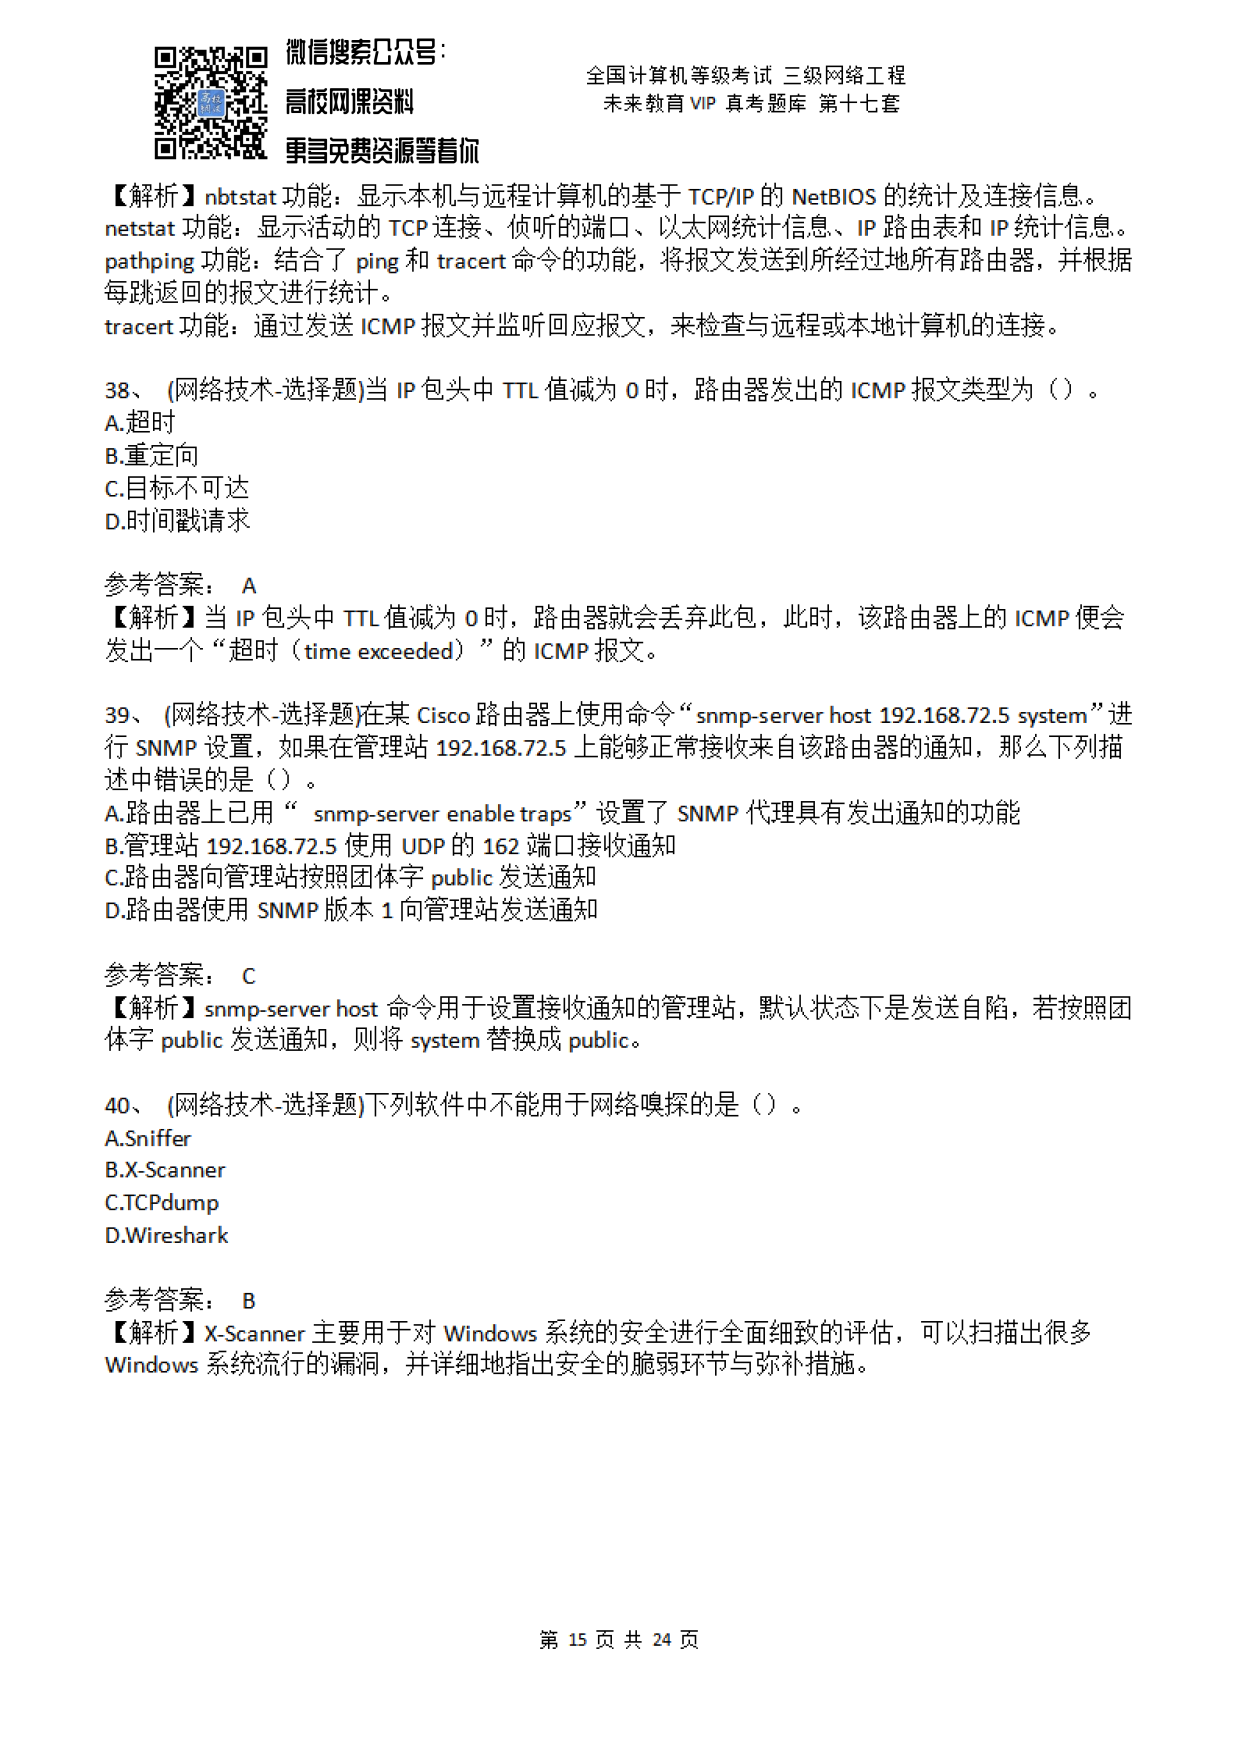 微信搜索公众号：
高校网课资料
更多免费资源等着你
全国计算机等级考试 三级网络工程
未来教育 VIP 真考题库 第十七套
【解析】nbtstat 功能：显示本机与远程计算机的基于 TCP/IP 的 NetBIOS 的统计及连接信息。
netstat 功能：显示活动的 TCP 连接、侦听的端口、以太网统计信息、IP 路由表和 IP 统计信息。
pathping 功能：结合了 ping 和 tracert 命令的功能，将报文发送到所经过地所有路由器，并根据
每跳返回的报文进行统计。
tracert 功能：通过发送 ICMP 报文并监听回应报文，来检查与远程或本地计算机的连接。
38、 (网络技术-选择题)当 IP 包头中 TTL 值减为 0 时，路由器发出的 ICMP 报文类型为（）。
A.超时
B.重定向
C.目标不可达
D.时间戳请求
参考答案： A
【解析】当 IP 包头中 TTL 值减为 0 时，路由器就会丢弃此包，此时，该路由器上的 ICMP 便会
发出一个“超时（time exceeded）”的 ICMP 报文。
39、 (网络技术-选择题)在某 Cisco 路由器上使用命令“snmp-server host 192.168.72.5 system”进
行 SNMP 设置，如果在管理站 192.168.72.5 上能够正常接收来自该路由器的通知，那么下列描
述中错误的是（）。
A.路由器上已用“ snmp-server enable traps”设置了 SNMP 代理具有发出通知的功能
B.管理站 192.168.72.5 使用 UDP 的 162 端口接收通知
C.路由器向管理站按照团体字 public 发送通知
D.路由器使用 SNMP 版本 1 向管理站发送通知
参考答案： C
【解析】snmp-server host 命令用于设置接收通知的管理站，默认状态下是发送自陷，若按照团
体字 public 发送通知，则将 system 替换成 public。
40、 (网络技术-选择题)下列软件中不能用于网络嗅探的是（）。
A.Sniffer
B.X-Scanner
C.TCPdump
D.Wireshark
参考答案： B
【解析】X-Scanner 主要用于对 Windows 系统的安全进行全面细致的评估，可以扫描出很多
Windows 系统流行的漏洞，并详细地指出安全的脆弱环节与弥补措施。
第 15 页 共 24 页